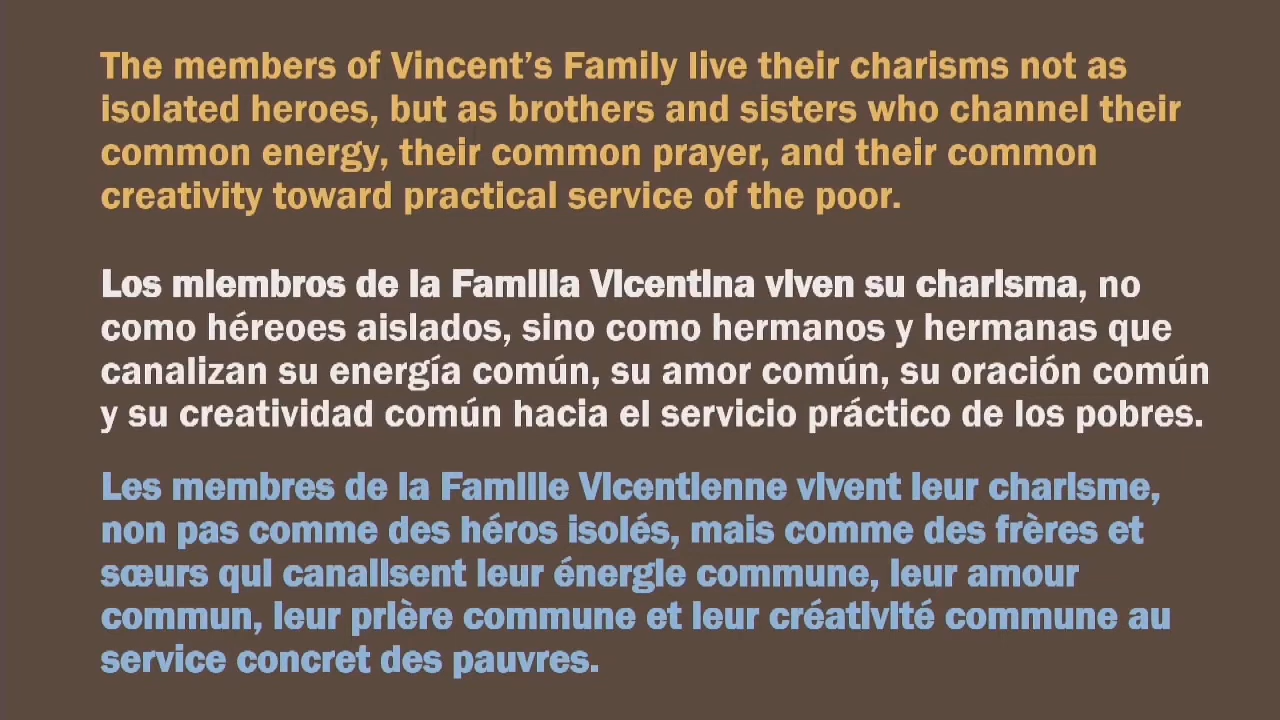 The members of Vincent’s Family live their charisms not as
isolated heroes, but as brothers and sisters who channel their
common energy, their common prayer, and their common
creativity toward practical service of the poor.
Los miembros de la Familia Vicentina viven su charisma, no
como héreoes aislados, sino como hermanos y hermanas que
canalizan su energía común, su amor común, su oración común
y su creatividad común hacia el servicio práctico de los pobres.
Les membres de la Famille Vicentienne vivent leur charisme,
non pas comme des héros isolés, mais comme des frères et
sœurs qui canalisent leur énergie commune, leur amour
commun, leur prière commune et leur créativité commune au
service concret des pauvres.